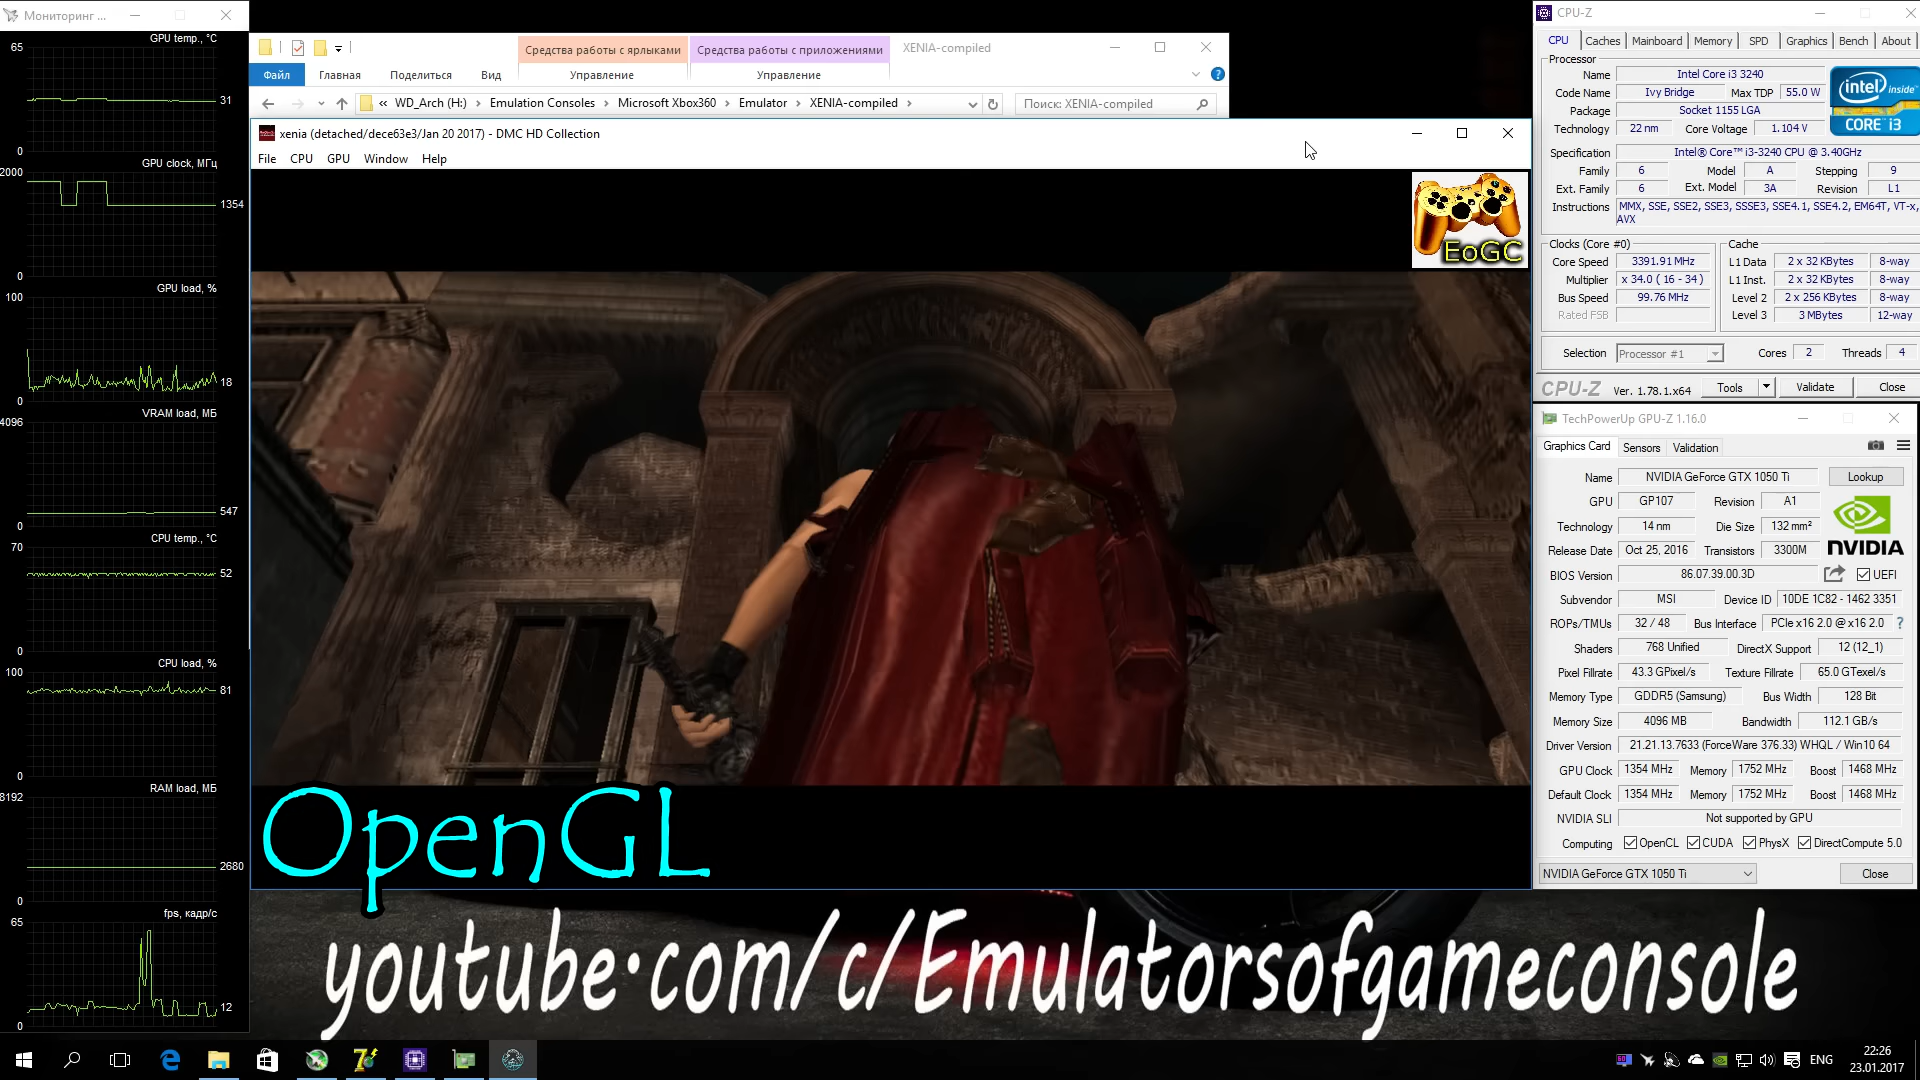 Мониторинг ...
GPU temp., °C
65
31
0
GPU clock, МГц
2000
1354
0
GPU load, %
100
18
0
VRAM load, МБ
4096
547
0
CPU temp., °C
70
52
0
CPU load, %
100
81
0
RAM load, МБ
8192
2680
0
fps, кадр/с
65
12
0
Средства работы с ярлыками
Средства работы с приложениями
XENIA-compiled
Файл
Главная
Поделиться
Вид
Управление
Управление
« WD_Arch (H:) › Emulation Consoles › Microsoft Xbox360 › Emulator › XENIA-compiled ›
Поиск: XENIA-compiled
xenia (detached/dece63e3/Jan 20 2017) - DMC HD Collection
File CPU GPU Window Help
EoGC
OpenGL
youtube.com/c/Emulatorsofgameconsole
CPU-Z
CPU Caches Mainboard Memory SPD Graphics Bench About
Processor
Name Intel Core i3 3240
Code Name Ivy Bridge Max TDP 55.0 W
Package Socket 1155 LGA
Technology 22 nm Core Voltage 1.104 V
intel inside™
CORE i3
Specification Intel® Core™ i3-3240 CPU @ 3.40GHz
Family 6 Model A Stepping 9
Ext. Family 6 Ext. Model 3A Revision L1
Instructions MMX, SSE, SSE2, SSE3, SSSE3, SSE4.1, SSE4.2, EM64T, VT-x,
AVX
Clocks (Core #0)
Core Speed 3391.91 MHz
Multiplier x 34.0 ( 16 - 34 )
Bus Speed 99.76 MHz
Rated FSB
Cache
L1 Data 2 x 32 KBytes 8-way
L1 Inst. 2 x 32 KBytes 8-way
Level 2 2 x 256 KBytes 8-way
Level 3 3 MBytes 12-way
Selection Processor #1 Cores 2 Threads 4
CPU-Z Ver. 1.78.1.x64 Tools Validate Close
TechPowerUp GPU-Z 1.16.0
Graphics Card Sensors Validation
Name NVIDIA GeForce GTX 1050 Ti Lookup
GPU GP107 Revision A1
Technology 14 nm Die Size 132 mm²
Release Date Oct 25, 2016 Transistors 3300M
NVIDIA
BIOS Version 86.07.39.00.3D UEFI
Subvendor MSI Device ID 10DE 1C82 - 1462 3351
ROPs/TMUs 32 / 48 Bus Interface PCIe x16 2.0 @ x16 2.0 ?
Shaders 768 Unified DirectX Support 12 (12_1)
Pixel Fillrate 43.3 GPixel/s Texture Fillrate 65.0 GTexel/s
Memory Type GDDR5 (Samsung) Bus Width 128 Bit
Memory Size 4096 MB Bandwidth 112.1 GB/s
Driver Version 21.21.13.7633 (ForceWare 376.33) WHQL / Win10 64
GPU Clock 1354 MHz Memory 1752 MHz Boost 1468 MHz
Default Clock 1354 MHz Memory 1752 MHz Boost 1468 MHz
NVIDIA SLI Not supported by GPU
Computing OpenCL CUDA PhysX DirectCompute 5.0
NVIDIA GeForce GTX 1050 Ti Close
ENG
22:26
23.01.2017